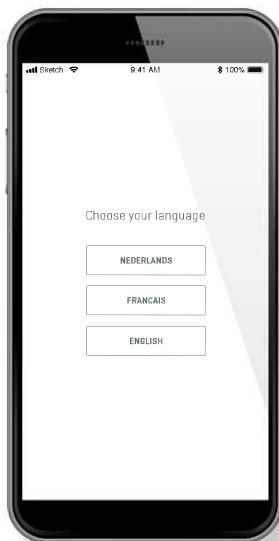 Sketch 9:41 AM 100%
Choose your language
NEDERLANDS
FRANCAIS
ENGLISH